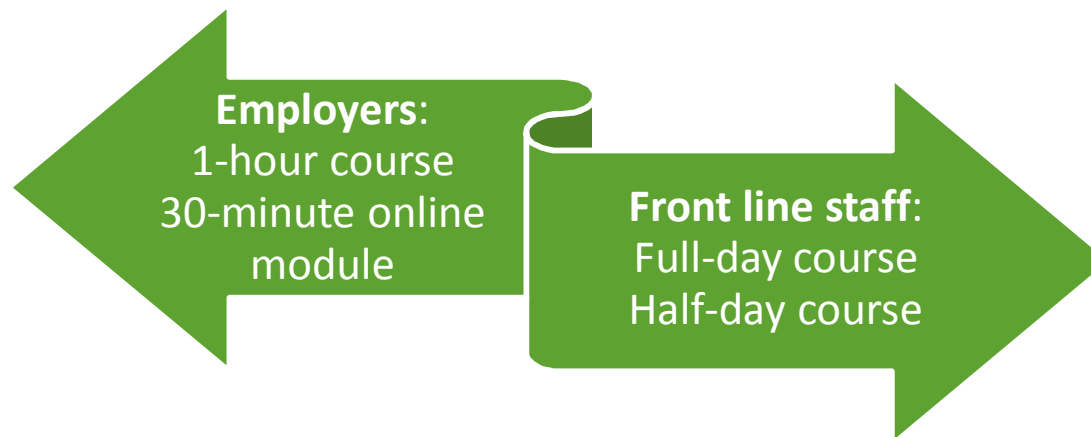 Employers:
1-hour course
30-minute online
module
Front line staff:
Full-day course
Half-day course